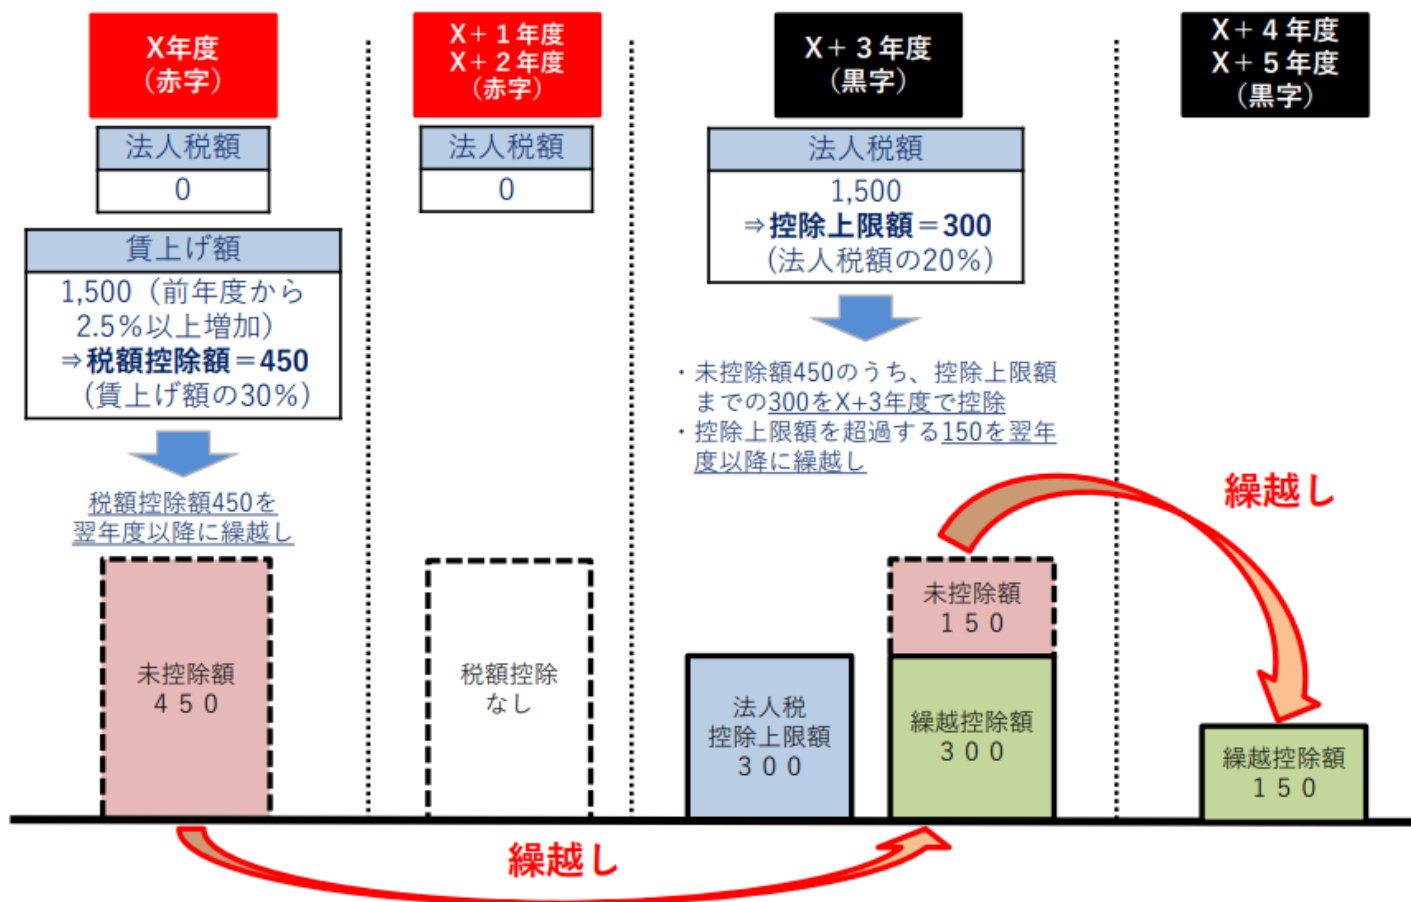 X年度
（赤字）
法人税額
0
賃上げ額
1,500（前年度から
2.5％以上増加）
⇒税額控除額＝450
（賃上げ額の30%）
税額控除額450を
翌年度以降に繰越し
未控除額
４５０
X＋１年度
X＋２年度
（赤字）
法人税額
0
税額控除
なし
X＋３年度
（黒字）
法人税額
1,500
⇒控除上限額＝300
（法人税額の20％）
・未控除額450のうち、控除上限額
までの300をX+3年度で控除
・控除上限額を超過する150を翌年
度以降に繰越し
法人税
控除上限額
３００
未控除額
１５０
繰越控除額
３００
X＋４年度
X＋５年度
（黒字）
繰越し
繰越控除額
１５０
繰越し